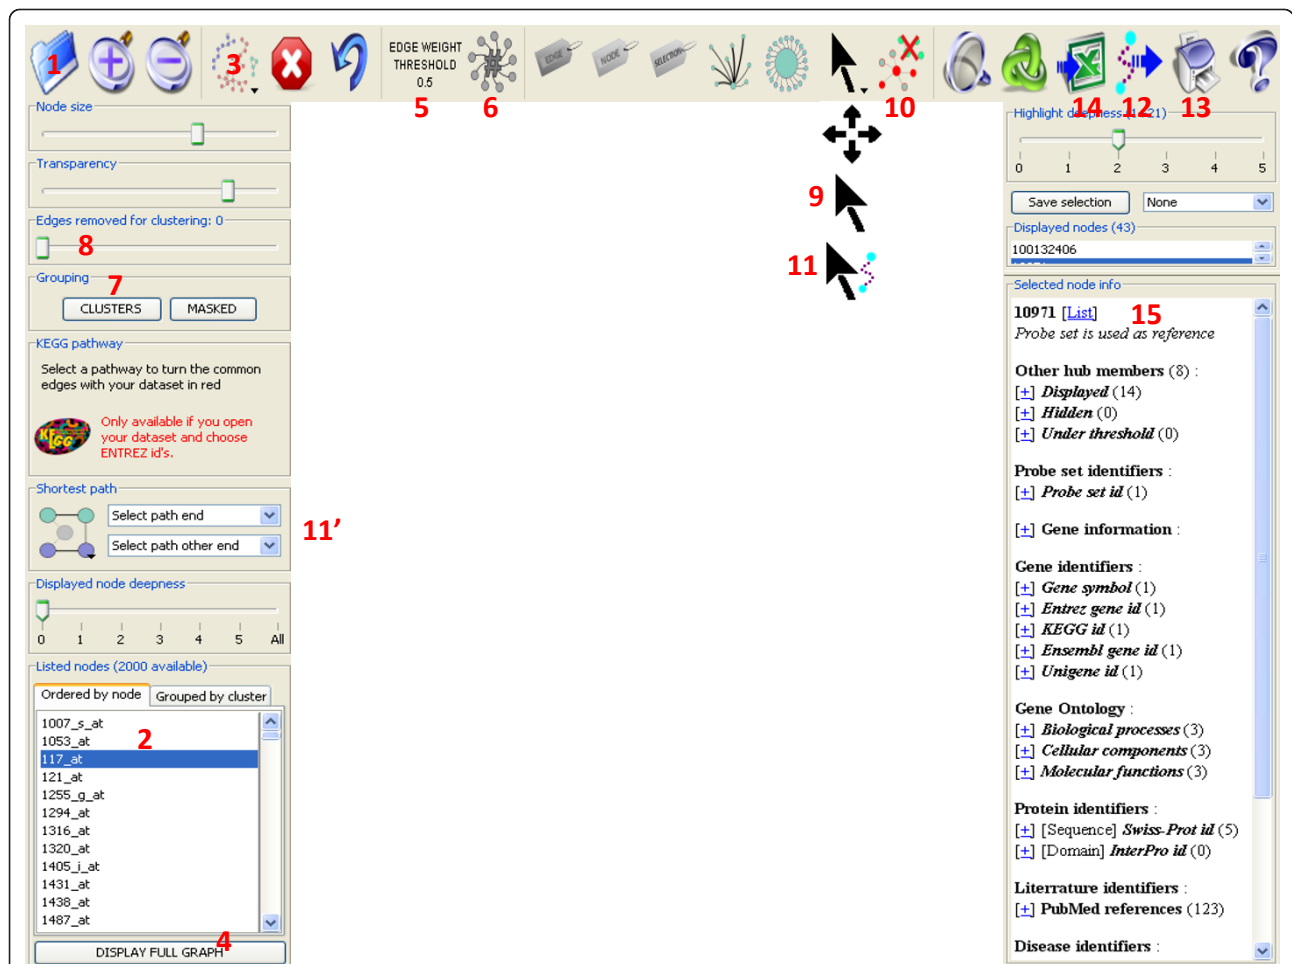 1
3
EDGE WEIGHT
THRESHOLD
0.5
5
6
EDGE
NODE
SELECTION
10
14
12
13
Node size
Transparency
Edges removed for clustering: 0
8
Grouping
7
CLUSTERS
MASKED
KEGG pathway
Select a pathway to turn the common
edges with your dataset in red
KEGG
Only available if you open
your dataset and choose
ENTREZ id's.
Shortest path
Select path end
Select path other end
11'
Displayed node deepness
0 1 2 3 4 5 All
Listed nodes (2000 available)
Ordered by node
Grouped by cluster
1007_s_at
1053_at
2
117_at
121_at
1255_g_at
1294_at
1316_at
1320_at
1405_i_at
1431_at
1438_at
1487_at
4
DISPLAY FULL GRAPH
9
11
Highlight deepness
21)
0 1 2 3 4 5
Save selection
None
Displayed nodes (43)
100132406
Selected node info
10971 [List]
15
Probe set is used as reference
Other hub members (8) :
[+] Displayed (14)
[+] Hidden (0)
[+] Under threshold (0)
Probe set identifiers :
[+] Probe set id (1)
[+] Gene information :
Gene identifiers :
[+] Gene symbol (1)
[+] Entrez gene id (1)
[+] KEGG id (1)
[+] Ensembl gene id (1)
[+] Unigene id (1)
Gene Ontology :
[+] Biological processes (3)
[+] Cellular components (3)
[+] Molecular functions (3)
Protein identifiers :
[+] [Sequence] Swiss-Prot id (5)
[+] [Domain] InterPro id (0)
Literrature identifiers :
[+] PubMed references (123)
Disease identifiers :